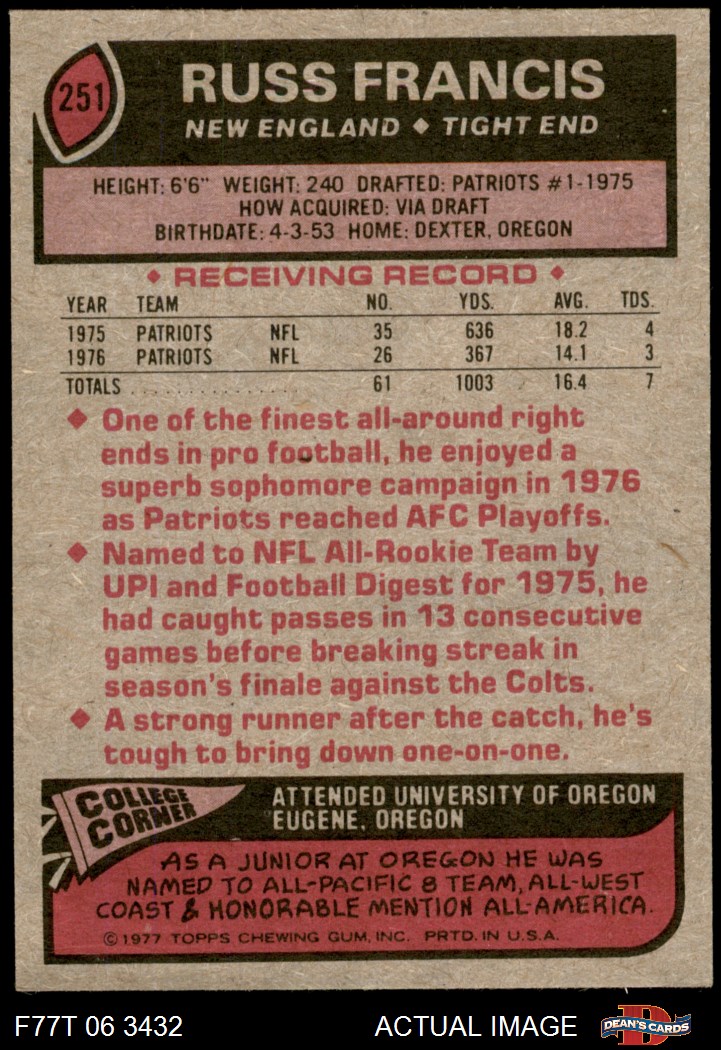 251
RUSS FRANCIS
NEW ENGLAND ♦ TIGHT END
HEIGHT: 6'6" WEIGHT: 240 DRAFTED: PATRIOTS #1-1975
HOW ACQUIRED: VIA DRAFT
BIRTHDATE: 4-3-53 HOME: DEXTER, OREGON
♦ RECEIVING RECORD ♦
YEAR TEAM NO. YDS. AVG. TDS.
1975 PATRIOTS NFL 35 636 18.2 4
1976 PATRIOTS NFL 26 367 14.1 3
TOTALS . . . . . . . . . . . . . . . . . 61 1003 16.4 7
♦ One of the finest all-around right
ends in pro football, he enjoyed a
superb sophomore campaign in 1976
as Patriots reached AFC Playoffs.
♦ Named to NFL All-Rookie Team by
UPI and Football Digest for 1975, he
had caught passes in 13 consecutive
games before breaking streak in
season's finale against the Colts.
♦ A strong runner after the catch, he's
tough to bring down one-on-one.
COLLEGE
CORNER
ATTENDED UNIVERSITY OF OREGON
EUGENE, OREGON
AS A JUNIOR AT OREGON HE WAS
NAMED TO ALL-PACIFIC 8 TEAM, ALL-WEST
COAST & HONORABLE MENTION ALL-AMERICA.
© 1977 TOPPS CHEWING GUM, INC. PRTD. IN U.S.A.
F77T 06 3432
ACTUAL IMAGE
D
DEAN'S CARDS